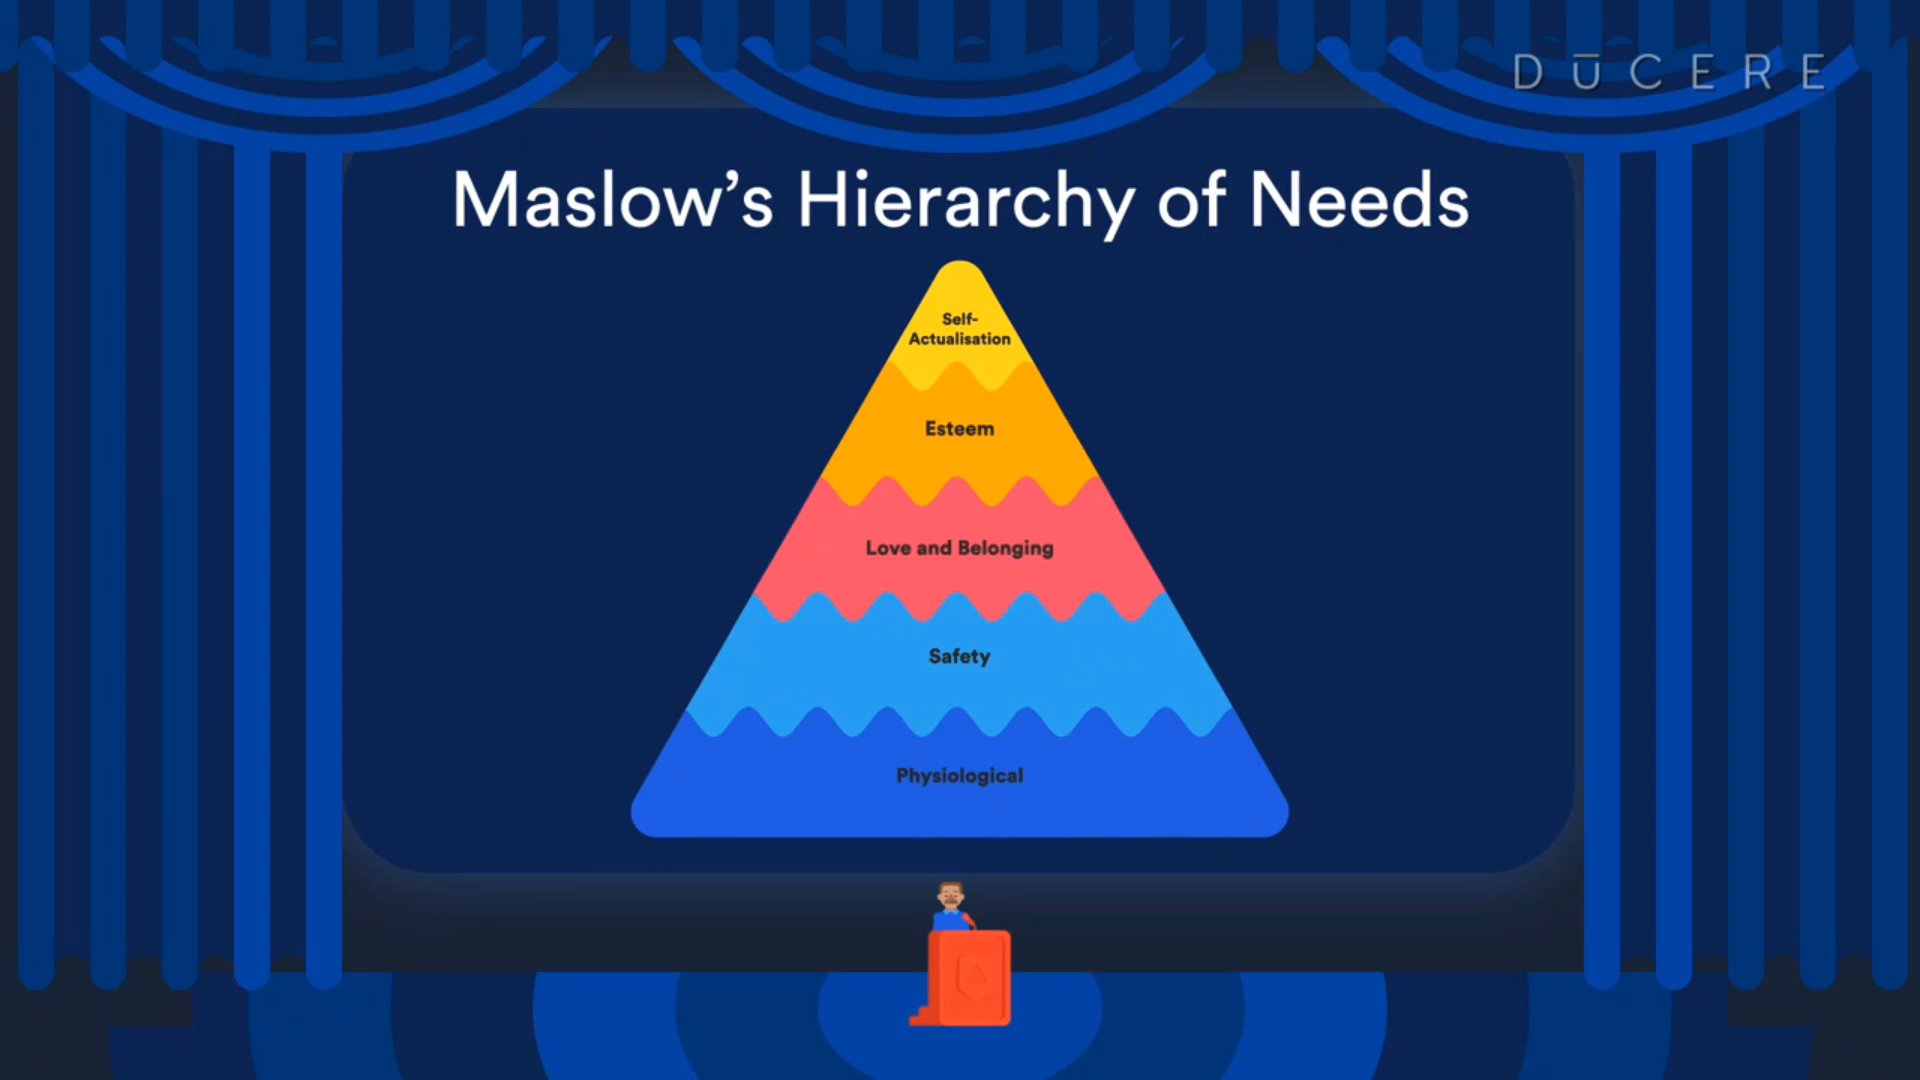 DŪCERE
Maslow’s Hierarchy of Needs
Self-
Actualisation
Esteem
Love and Belonging
Safety
Physiological